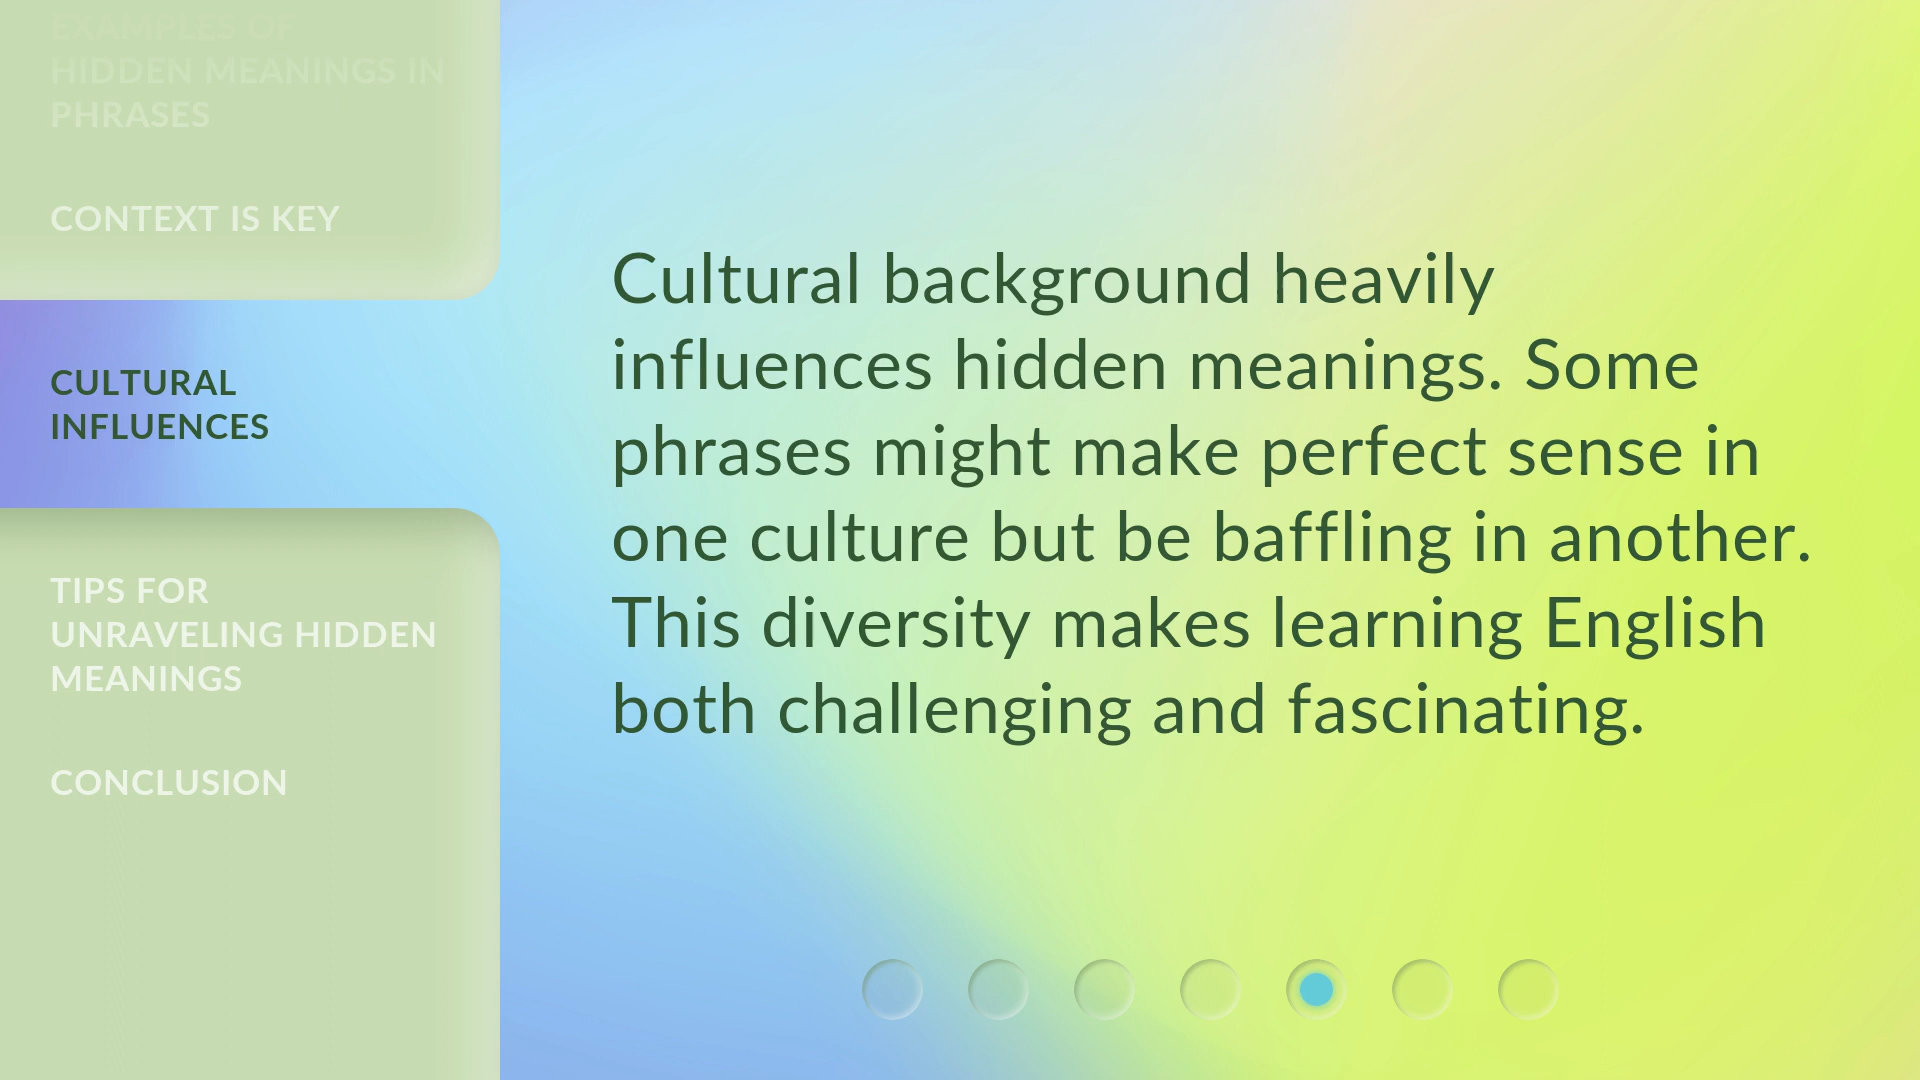 EXAMPLES OF
HIDDEN MEANINGS IN
PHRASES
CONTEXT IS KEY
CULTURAL
INFLUENCES
TIPS FOR
UNRAVELING HIDDEN
MEANINGS
CONCLUSION
Cultural background heavily
influences hidden meanings. Some
phrases might make perfect sense in
one culture but be baffling in another.
This diversity makes learning English
both challenging and fascinating.